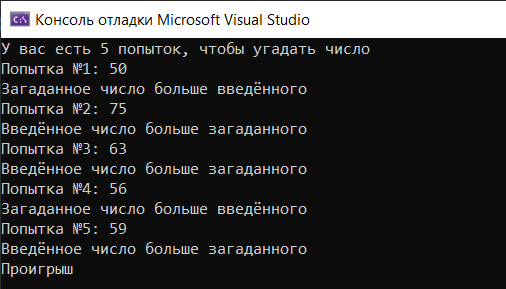 Консоль отладки Microsoft Visual Studio
У вас есть 5 попыток, чтобы угадать число
Попытка №1: 50
Загаданное число больше введённого
Попытка №2: 75
Введённое число больше загаданного
Попытка №3: 63
Введённое число больше загаданного
Попытка №4: 56
Загаданное число больше введённого
Попытка №5: 59
Введённое число больше загаданного
Проигрыш